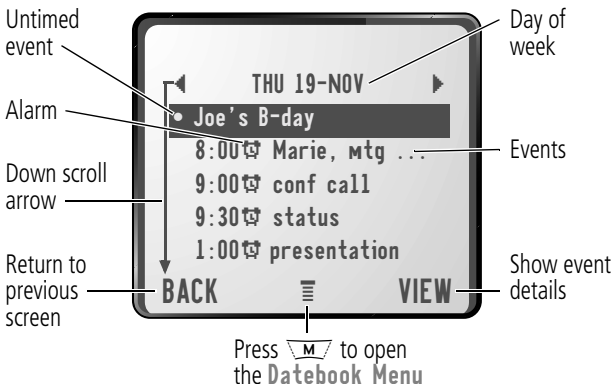 Untimed
event
Day of
week
THU 19-NOV
Joe's B-day
Alarm
8:00 Marie, Mtg ...
Events
9:00 conf call
Down scroll
arrow
9:30 status
1:00 presentation
Return to
previous
screen
BACK
VIEW
Show event
details
Press M to open
the Datebook Menu